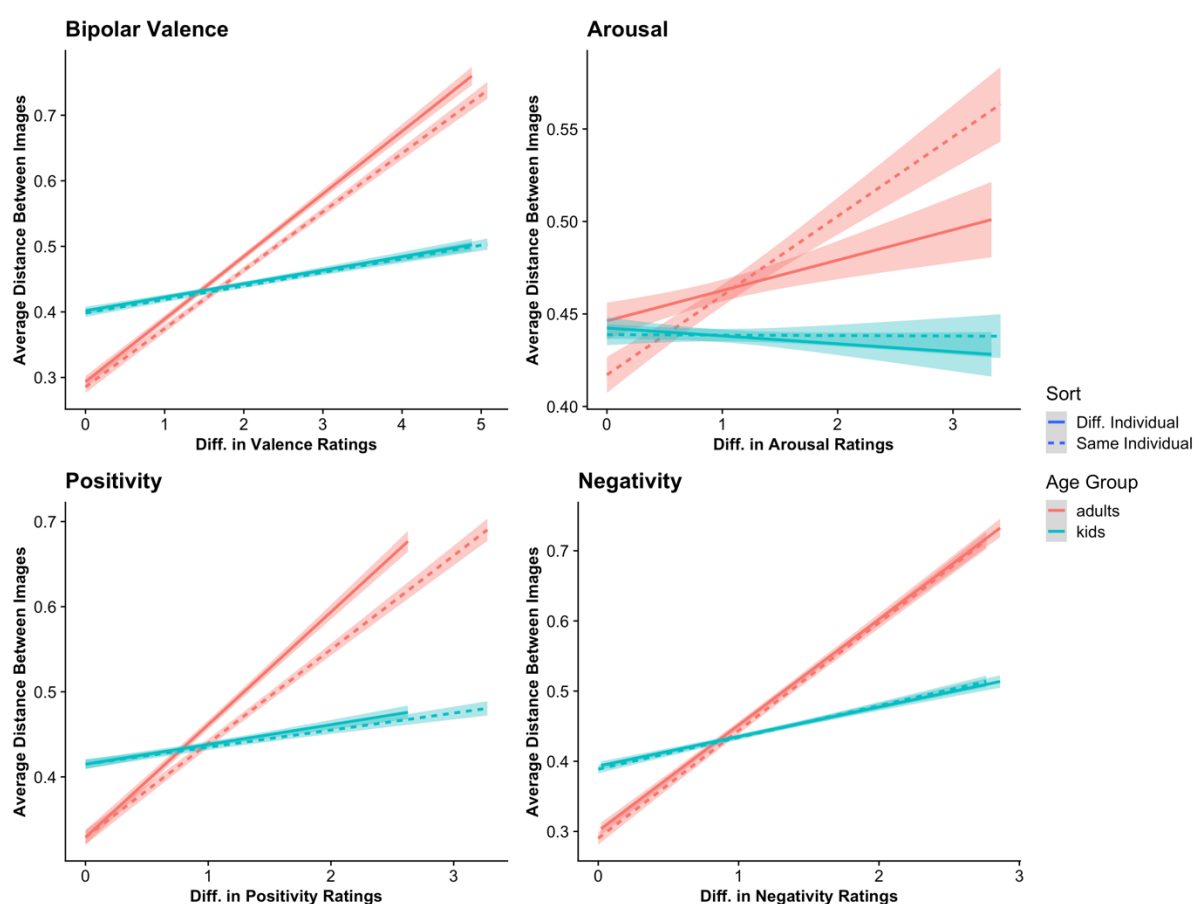 Bipolar Valence
Average Distance Between Images
0.7
0.6
0.5
0.4
0.3
0 1 2 3 4 5
Diff. in Valence Ratings
Arousal
Average Distance Between Images
0.55
0.50
0.45
0.40
0 1 2 3
Diff. in Arousal Ratings
Positivity
Average Distance Between Images
0.7
0.6
0.5
0.4
0 1 2 3
Diff. in Positivity Ratings
Negativity
Average Distance Between Images
0.7
0.6
0.5
0.4
0.3
0 1 2 3
Diff. in Negativity Ratings
Sort
Diff. Individual
Same Individual
Age Group
adults
kids